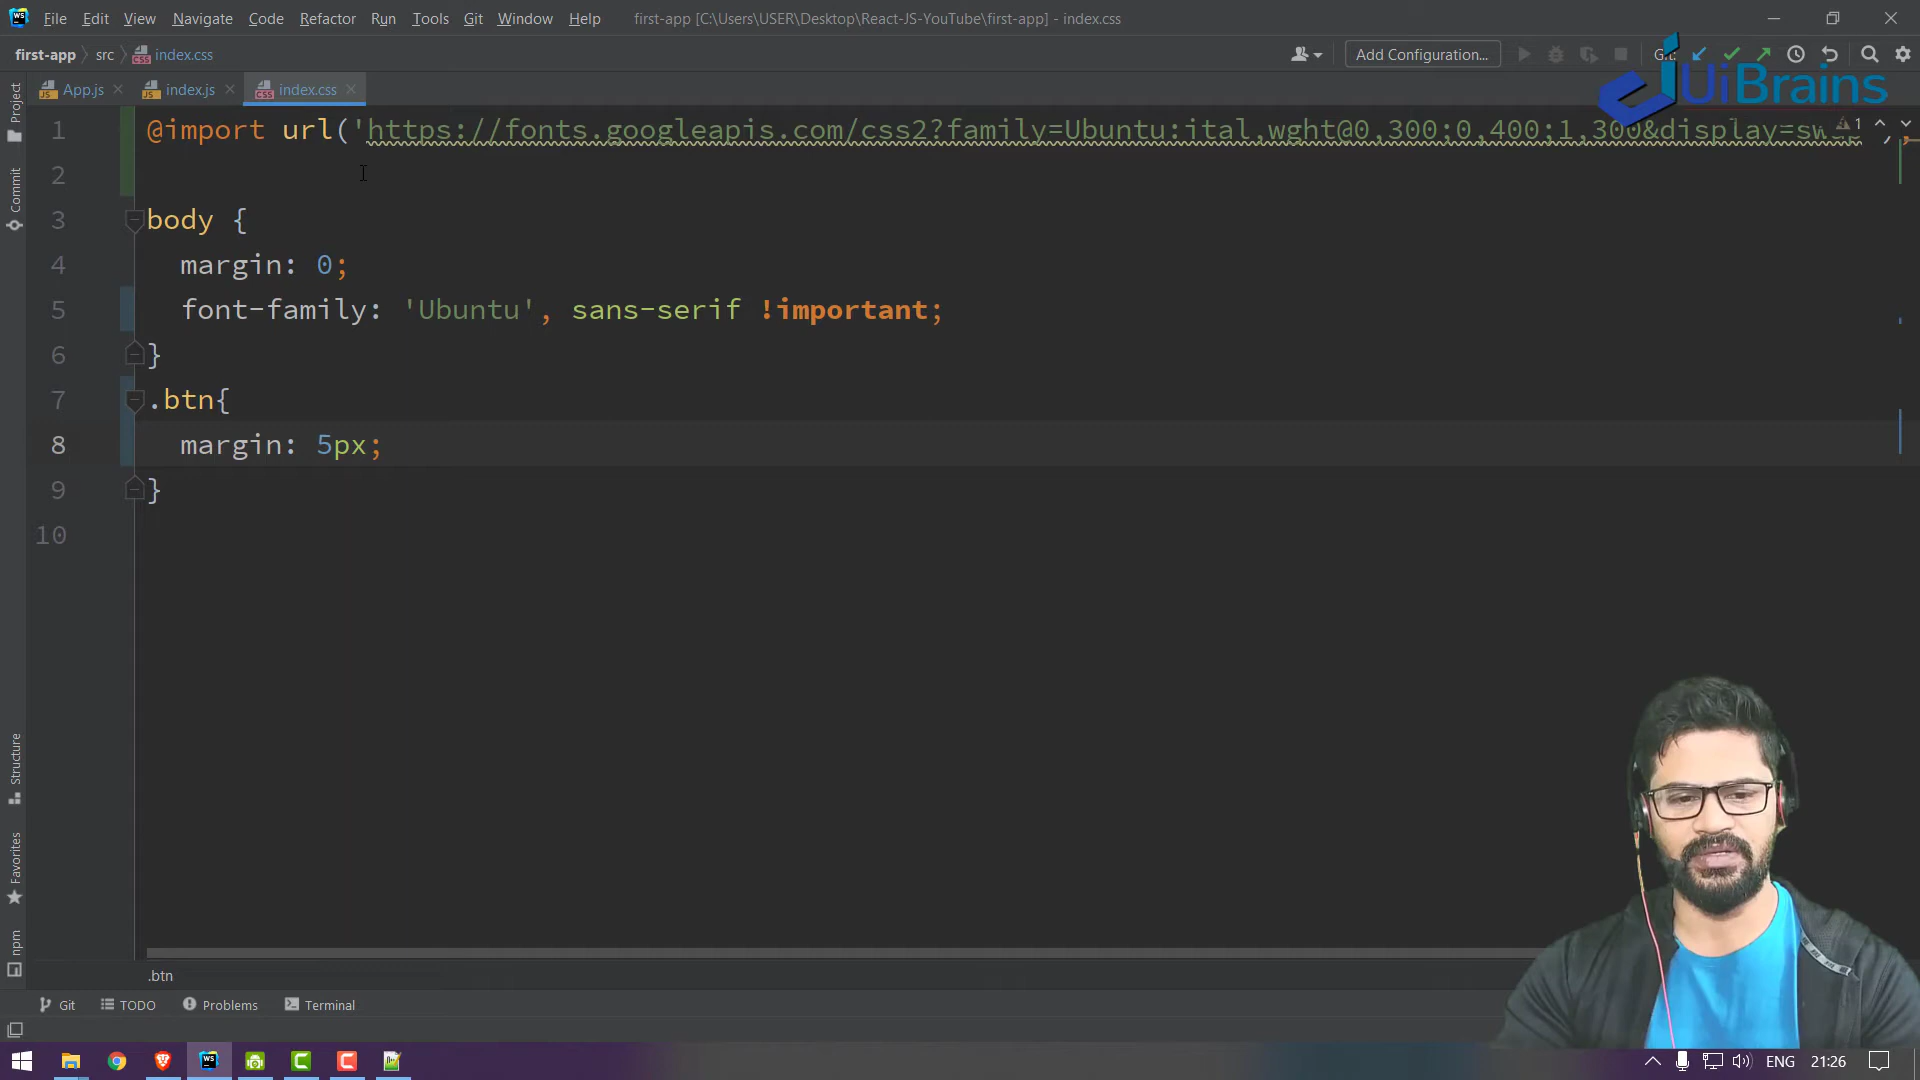 File Edit View Navigate Code Refactor Run Tools Git Window Help first-app [C:\Users\USER\Desktop\React-JS-YouTube\first-app] - index.css
first-app src index.css
Add Configuration...
Git:
UiBrains
App.js index.js index.css
Project
Commit
Structure
Favorites
npm
1 @import url('https://fonts.googleapis.com/css2?family=Ubuntu:ital,wght@0,300;0,400;1,300&display=swap
1
2
3 body {
4 margin: 0;
5 font-family: 'Ubuntu', sans-serif !important;
6 }
7 .btn{
8 margin: 5px;
9 }
10
.btn
Git TODO Problems Terminal
ENG 21:26